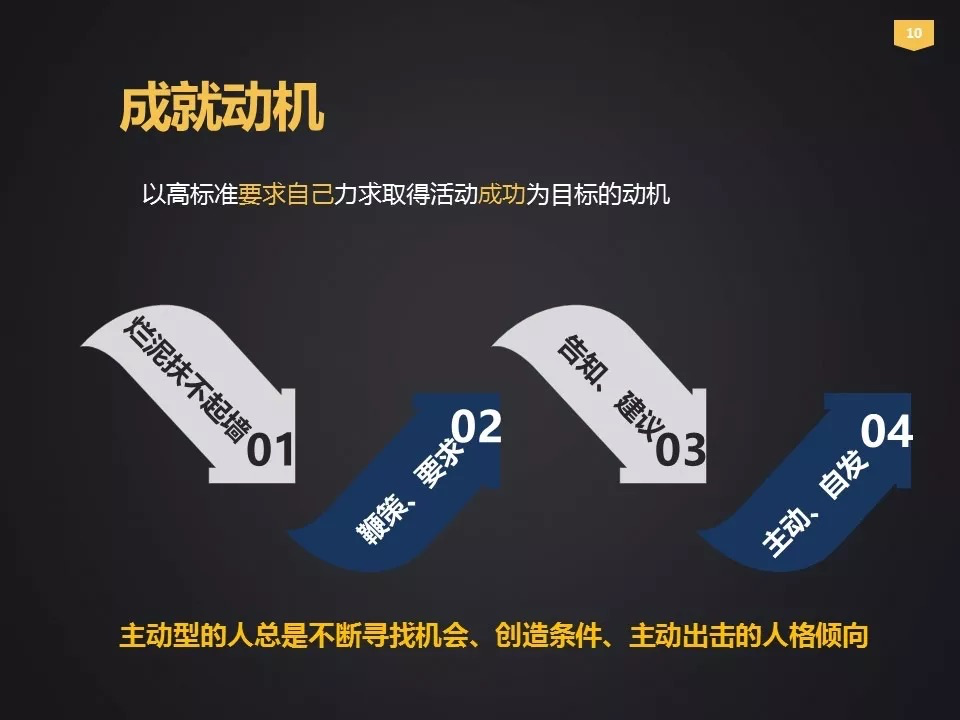 10
成就动机
以高标准要求自己力求取得活动成功为目标的动机
烂泥扶不起墙
01
鞭策、要求
02
告知、建议
03
主动、自发
04
主动型的人总是不断寻找机会、创造条件、主动出击的人格倾向